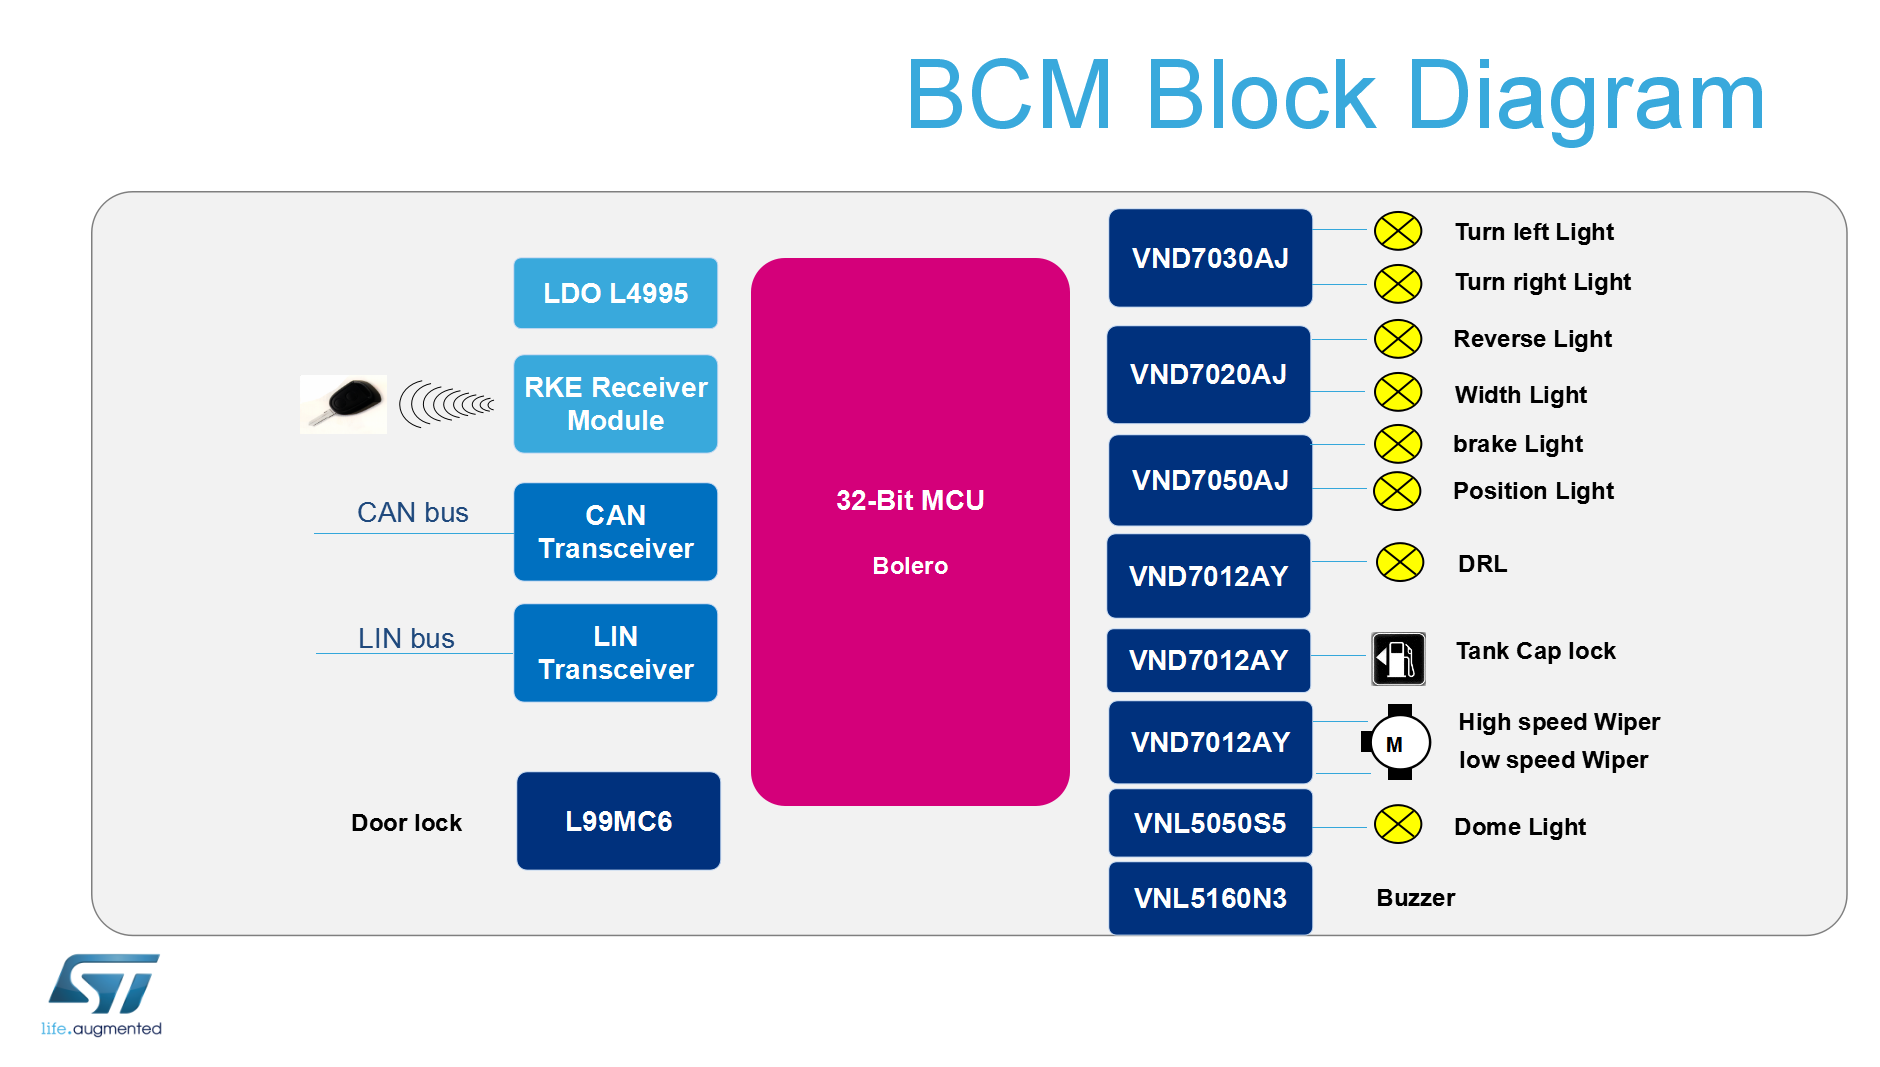 BCM Block Diagram
LDO L4995
RKE Receiver
Module
CAN bus
CAN
Transceiver
LIN bus
LIN
Transceiver
Door lock
L99MC6
32-Bit MCU
Bolero
VND7030AJ
Turn left Light
Turn right Light
VND7020AJ
Reverse Light
Width Light
VND7050AJ
brake Light
Position Light
VND7012AY
DRL
VND7012AY
Tank Cap lock
VND7012AY
M
High speed Wiper
low speed Wiper
VNL5050S5
Dome Light
VNL5160N3
Buzzer
ST
life.augmented